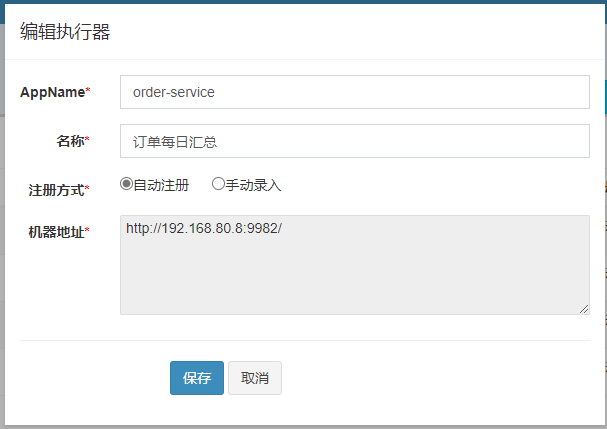 编辑执行器
AppName* order-service
名称* 订单每日汇总
注册方式* 自动注册 手动录入
机器地址* http://192.168.80.8:9982/
保存 取消